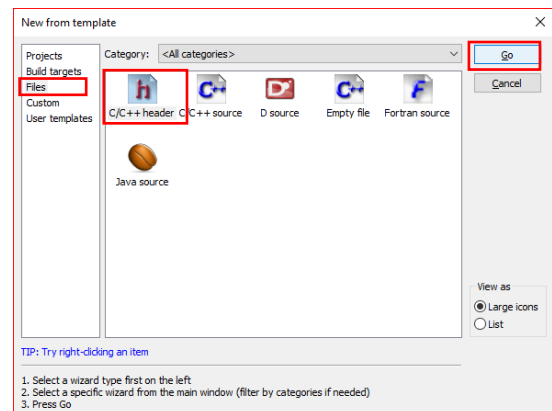 New from template
Projects
Build targets
Files
Custom
User templates
Category: <All categories>
C/C++ header
C/C++ source
D source
Empty file
Fortran source
Java source
Go
Cancel
View as
Large icons
List
TIP: Try right-clicking an item
1. Select a wizard type first on the left
2. Select a specific wizard from the main window (filter by categories if needed)
3. Press Go